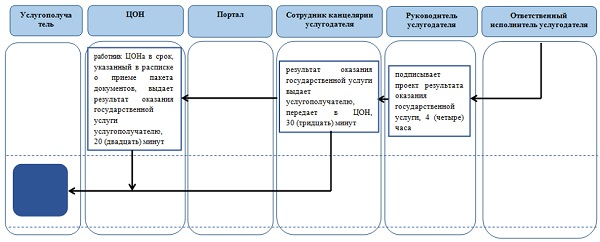 Услугополуча
тель
ЦОН
Портал
Сотрудник канцелярии
услугодателя
Руководитель
услугодателя
Ответственный
исполнитель услугодателя
работник ЦОНа в срок,
указанный в расписке
о приеме пакета
документов, выдает
результат оказания
государственной
услуги
услугополучателю,
20 (двадцать) минут
результат оказания
государственной услуги
выдает
услугополучателю,
передает в ЦОН,
30 (тридцать) минут
подписывает
проект результата
оказания
государственной
услуги, 4 (четыре)
часа